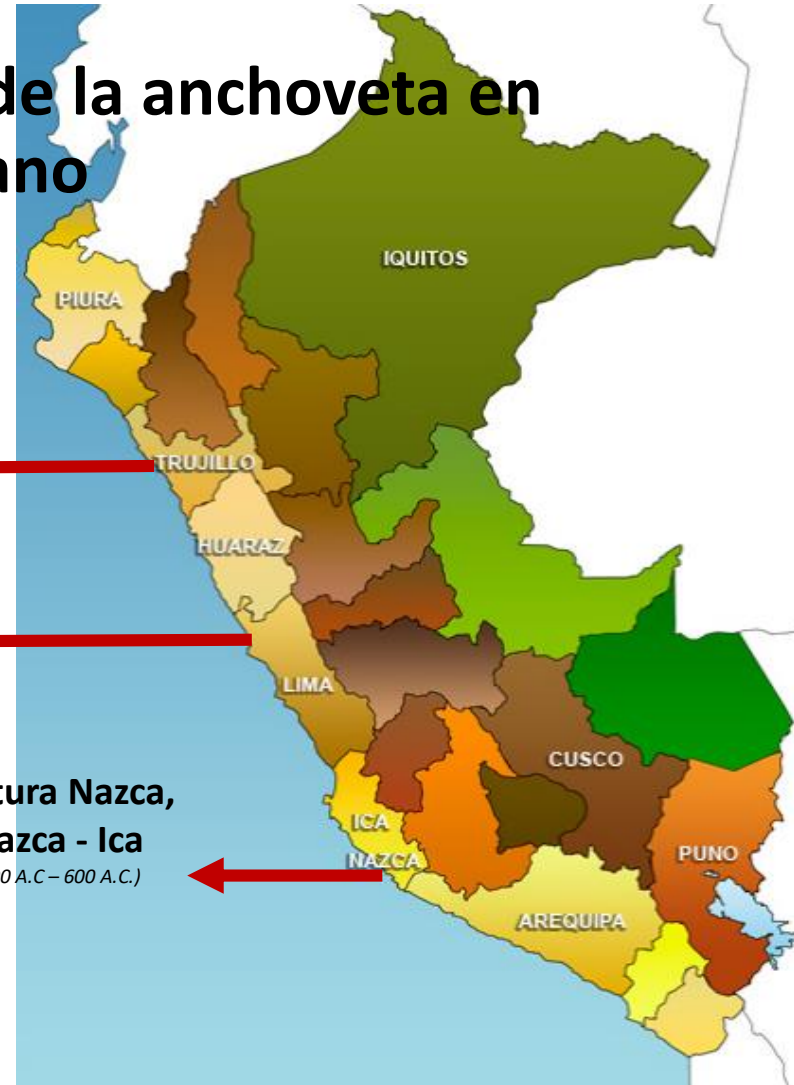 de la anchoveta en
ano
IQUITOS
PIURA
TRUJILLO
HUARAZ
LIMA
CUSCO
tura Nazca,
azca - Ica
0 A.C – 600 A.C.)
ICA
NAZCA
PUNO
AREQUIPA